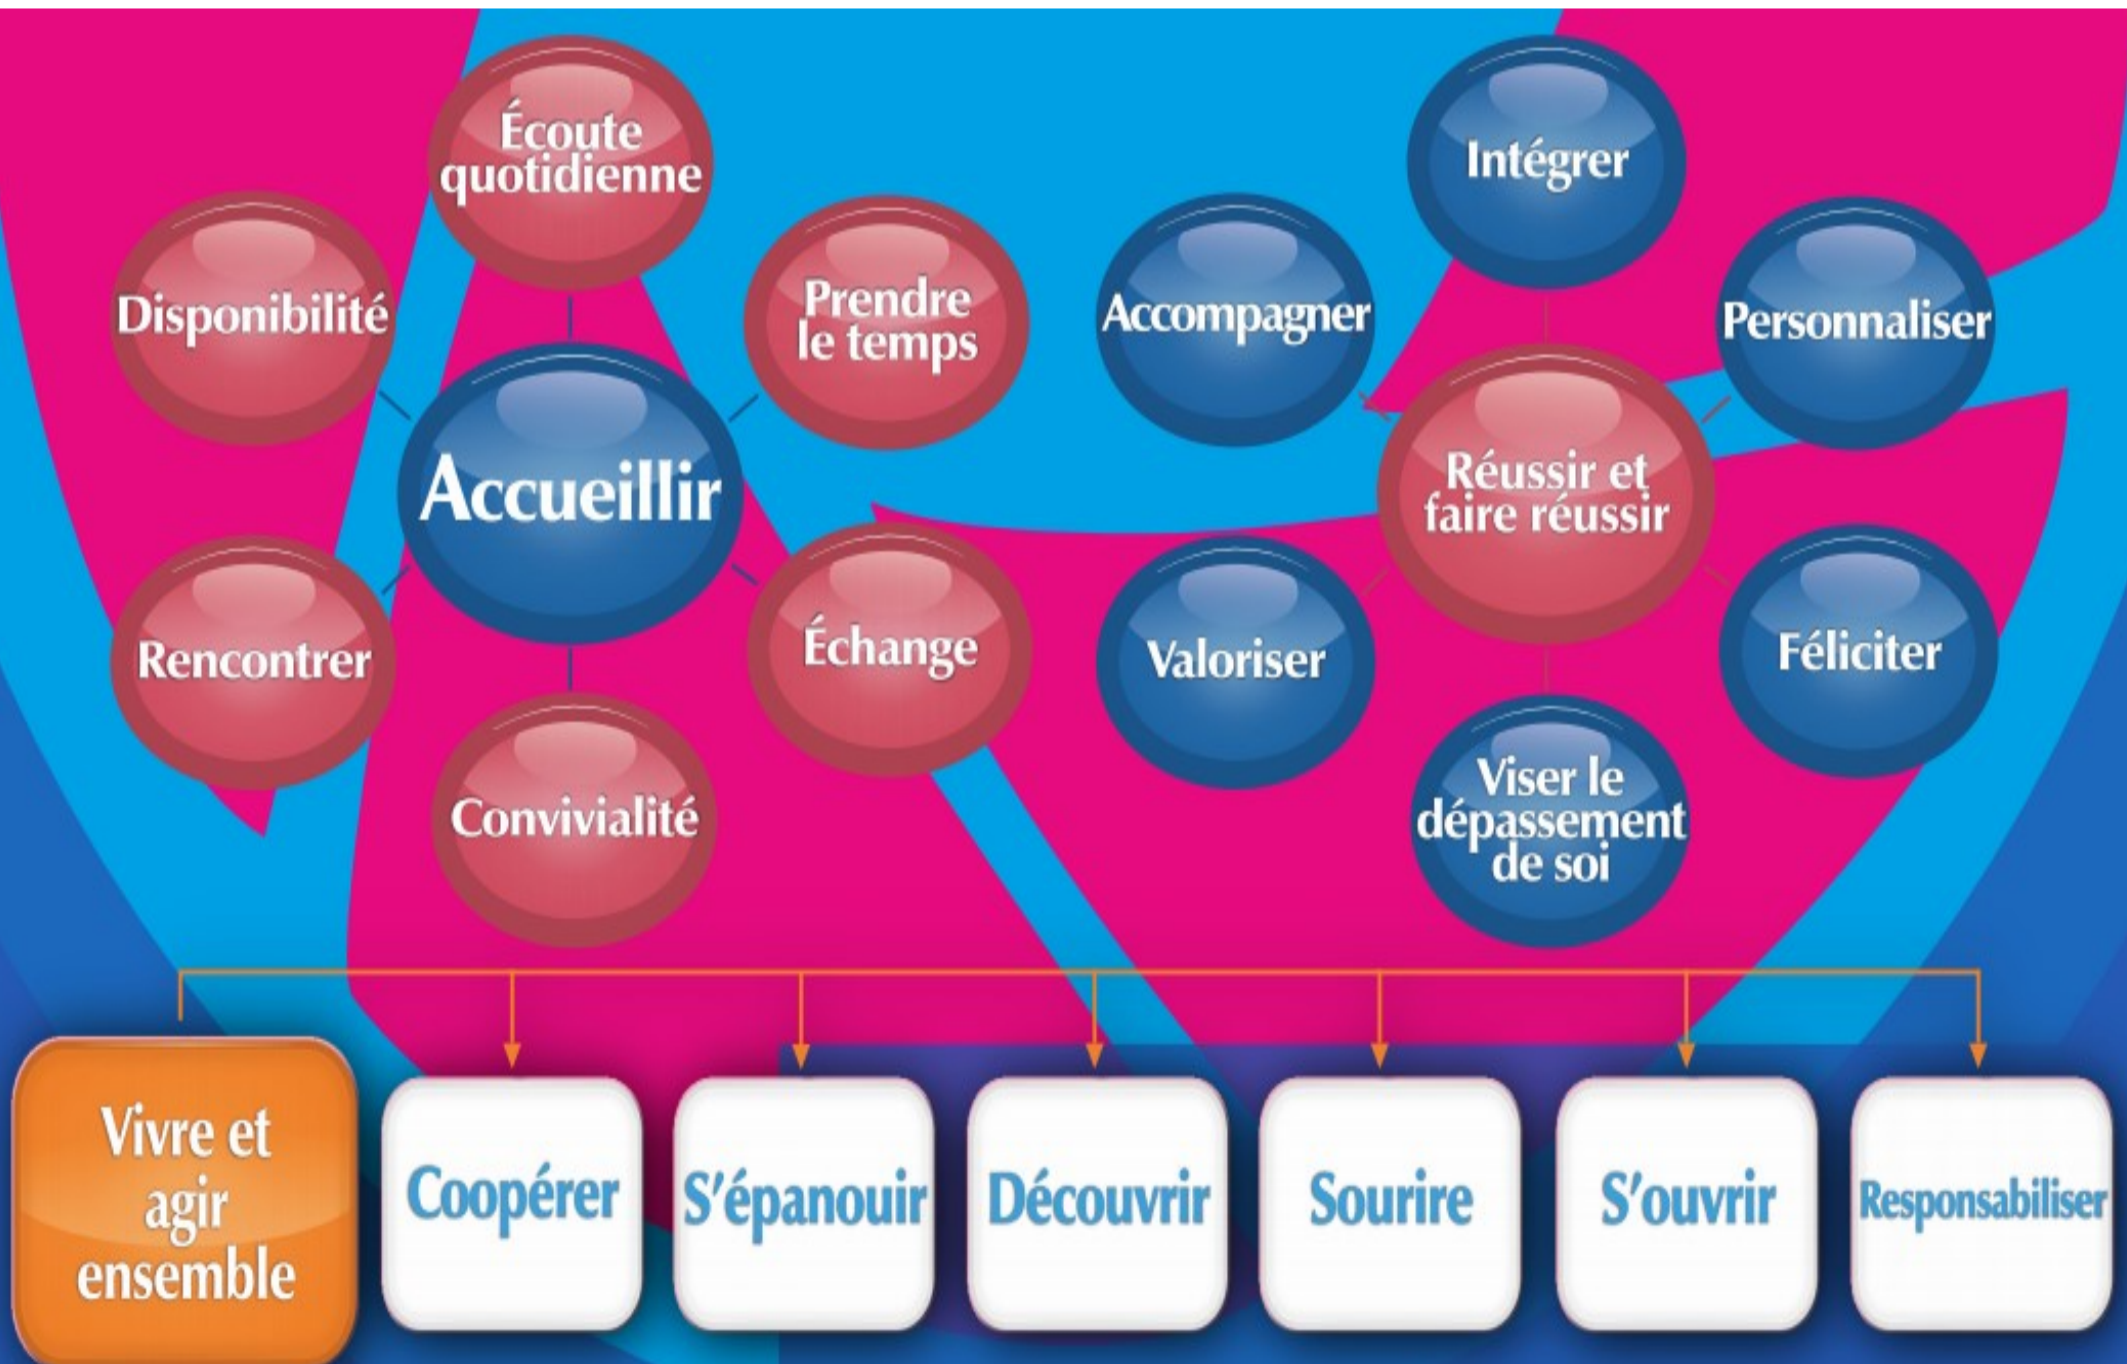 Écoute
quotidienne
Disponibilité
Prendre
le temps
Accueillir
Rencontrer
Échange
Convivialité
Intégrer
Accompagner
Personnaliser
Réussir et
faire réussir
Valoriser
Féliciter
Viser le
dépassement
de soi
Vivre et
agir
ensemble
Coopérer
S'épanouir
Découvrir
Sourire
S'ouvrir
Responsabiliser